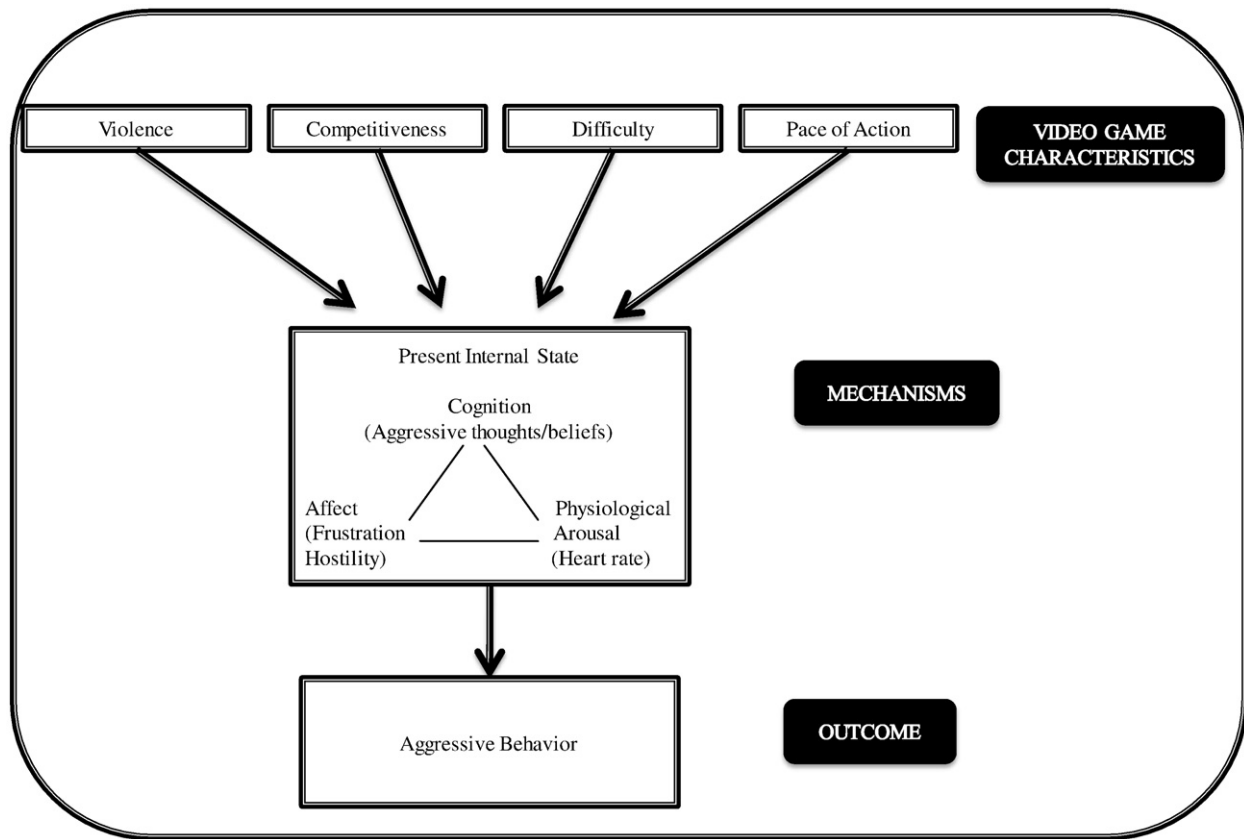 Violence
Competitiveness
Difficulty
Pace of Action
VIDEO GAME
CHARACTERISTICS
Present Internal State
Cognition
(Aggressive thoughts/beliefs)
Affect
(Frustration
Hostility)
Physiological
Arousal
(Heart rate)
MECHANISMS
Aggressive Behavior
OUTCOME